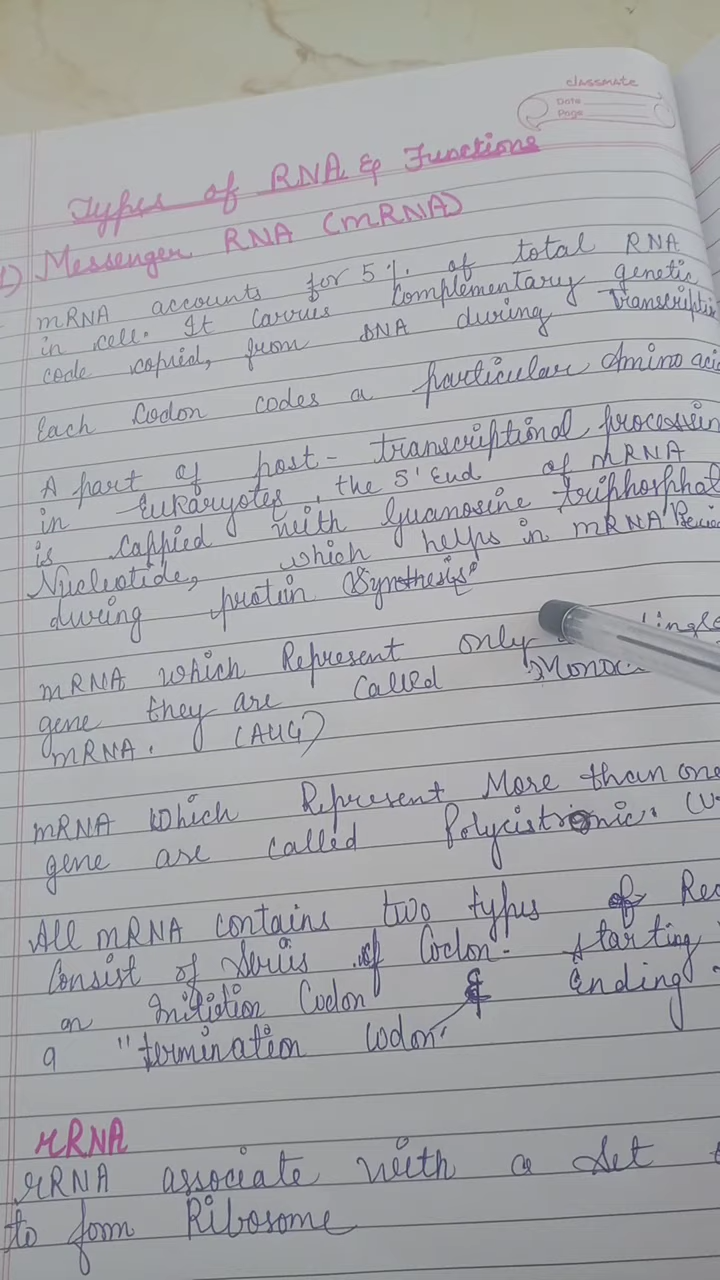 classmate
Date
Page
Types of RNA & Functions
1) Messenger RNA (mRNA)
mRNA accounts for 5% of total RNA
in cell. It carries complementary genetic
code copied, from DNA during
Each Codon codes a particular Amino
A part of post- transcriptional
in Eukaryotes, the 5' End of mRNA
is Cappied with Guanosine
Nucleotide, which helps in mRNA
during protein Synthesis
mRNA which Represent only
gene they are Called
mRNA. (AUG)
mRNA which Represent More than one
gene are called Polycistronic.
All mRNA contains two types of
Consist of Series of Codon- starting
an Initiation Codon & Ending
a "termination Codon"
rRNA
rRNA associate with a Set
to form Ribosome